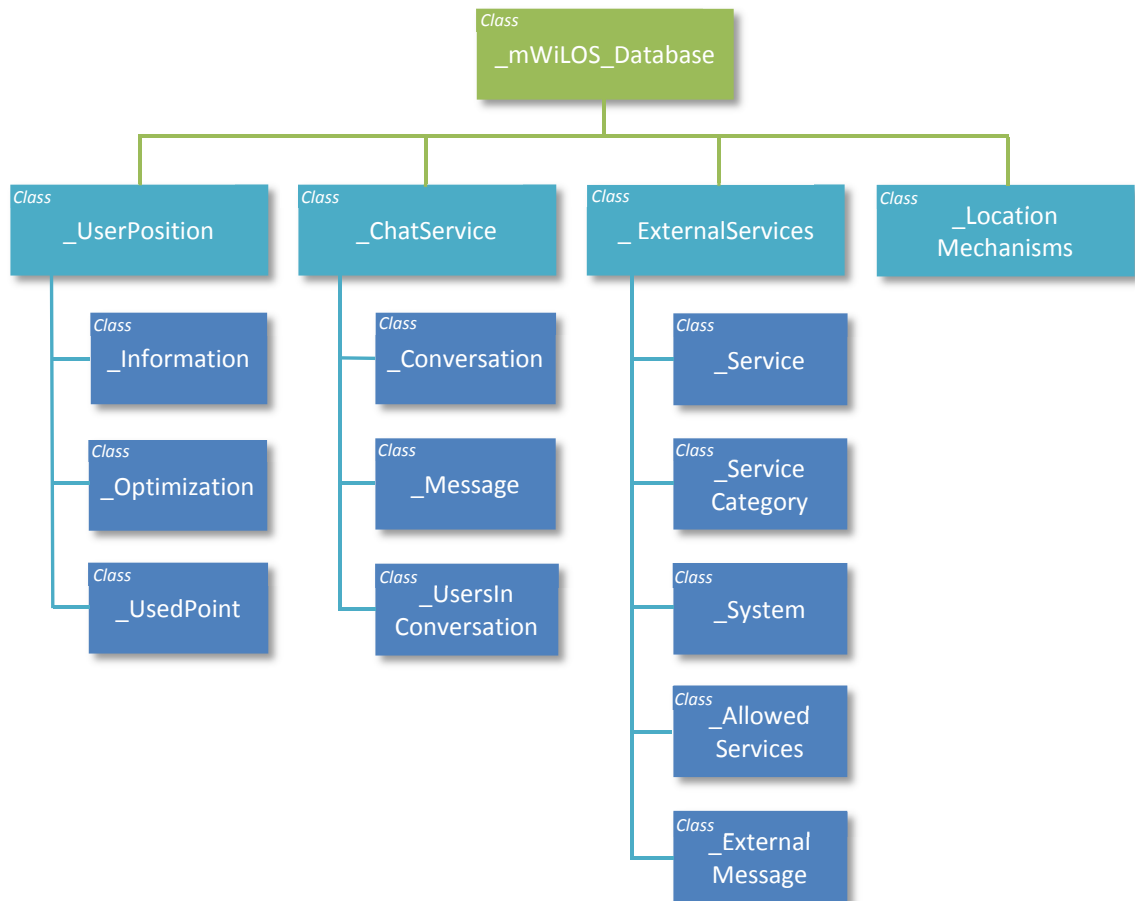 Class
_mWiLOS_Database
Class
_UserPosition
Class
_ChatService
Class
_ ExternalServices
Class
_Location
Mechanisms
Class
_Information
Class
_Optimization
Class
_UsedPoint
Class
_Conversation
Class
_Message
Class
_UsersIn
Conversation
Class
_Service
Class
_Service
Category
Class
_System
Class
_Allowed
Services
Class
_External
Message